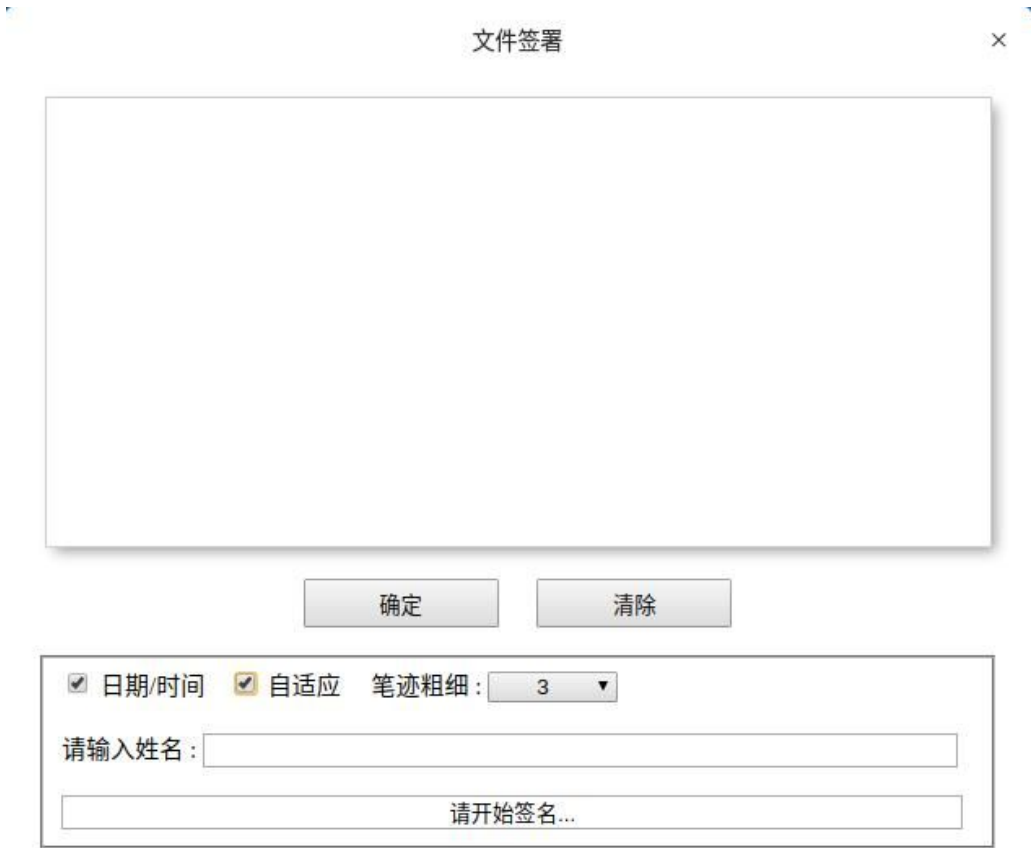 文件签署 ×
确定 清除
日期/时间 自适应 笔迹粗细 : 3
请输入姓名 :
请开始签名...